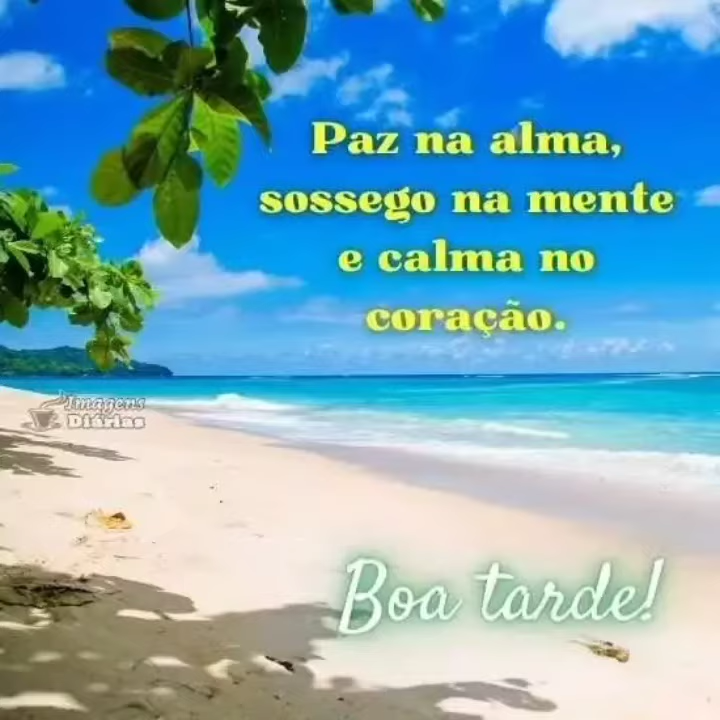 Paz na alma,
sossego na mente
e calma no
coração.
Imagens
Diárias
Boa tarde!